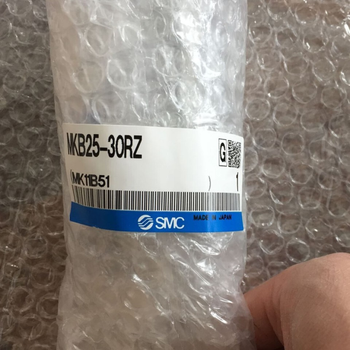 MKB25-30RZ
G
(MK11B51 ) 1
SMC MADE IN JAPAN